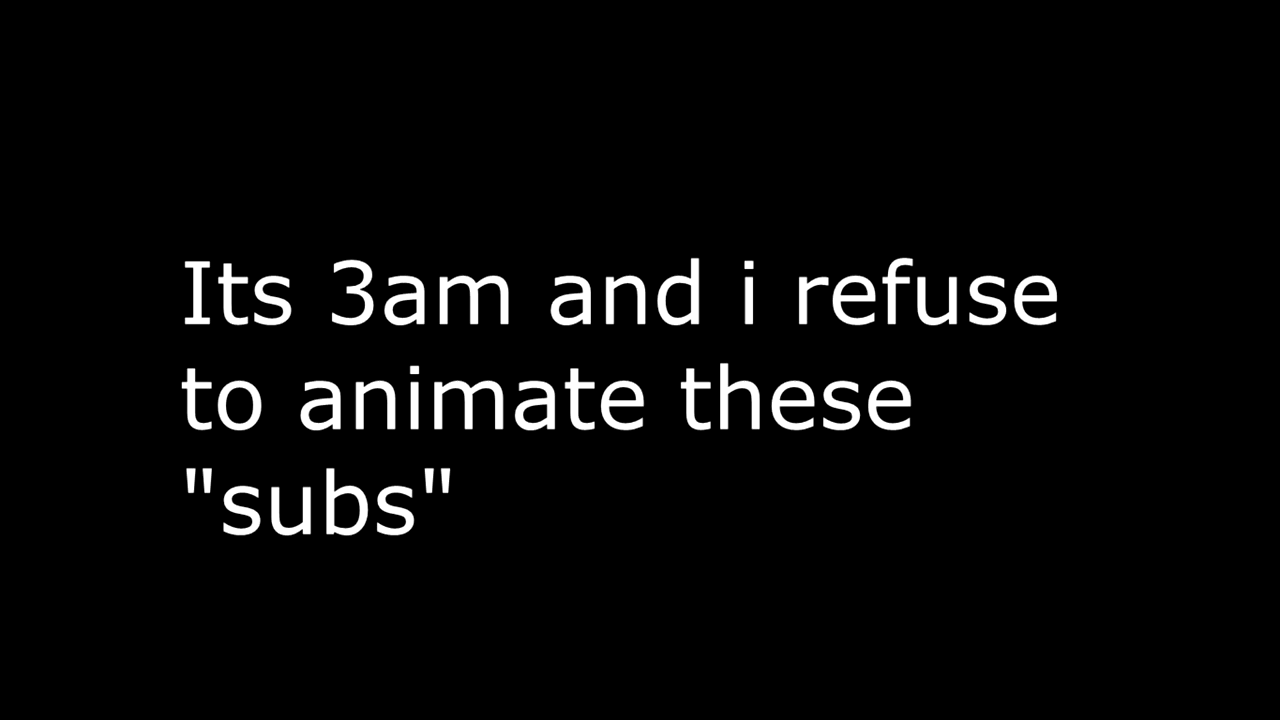 Its 3am and i refuse
to animate these
"subs"